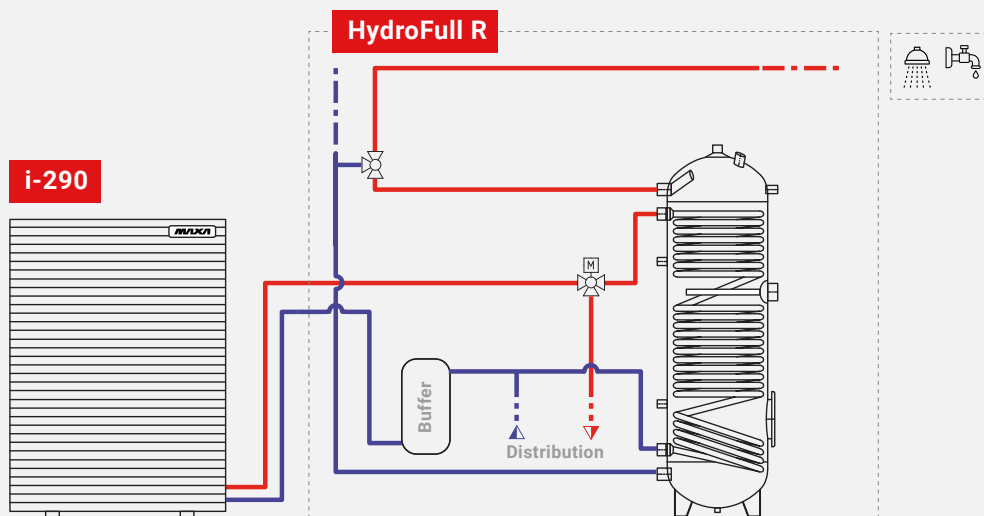 HydroFull R
i-290
MAXA
M
Buffer
Distribution